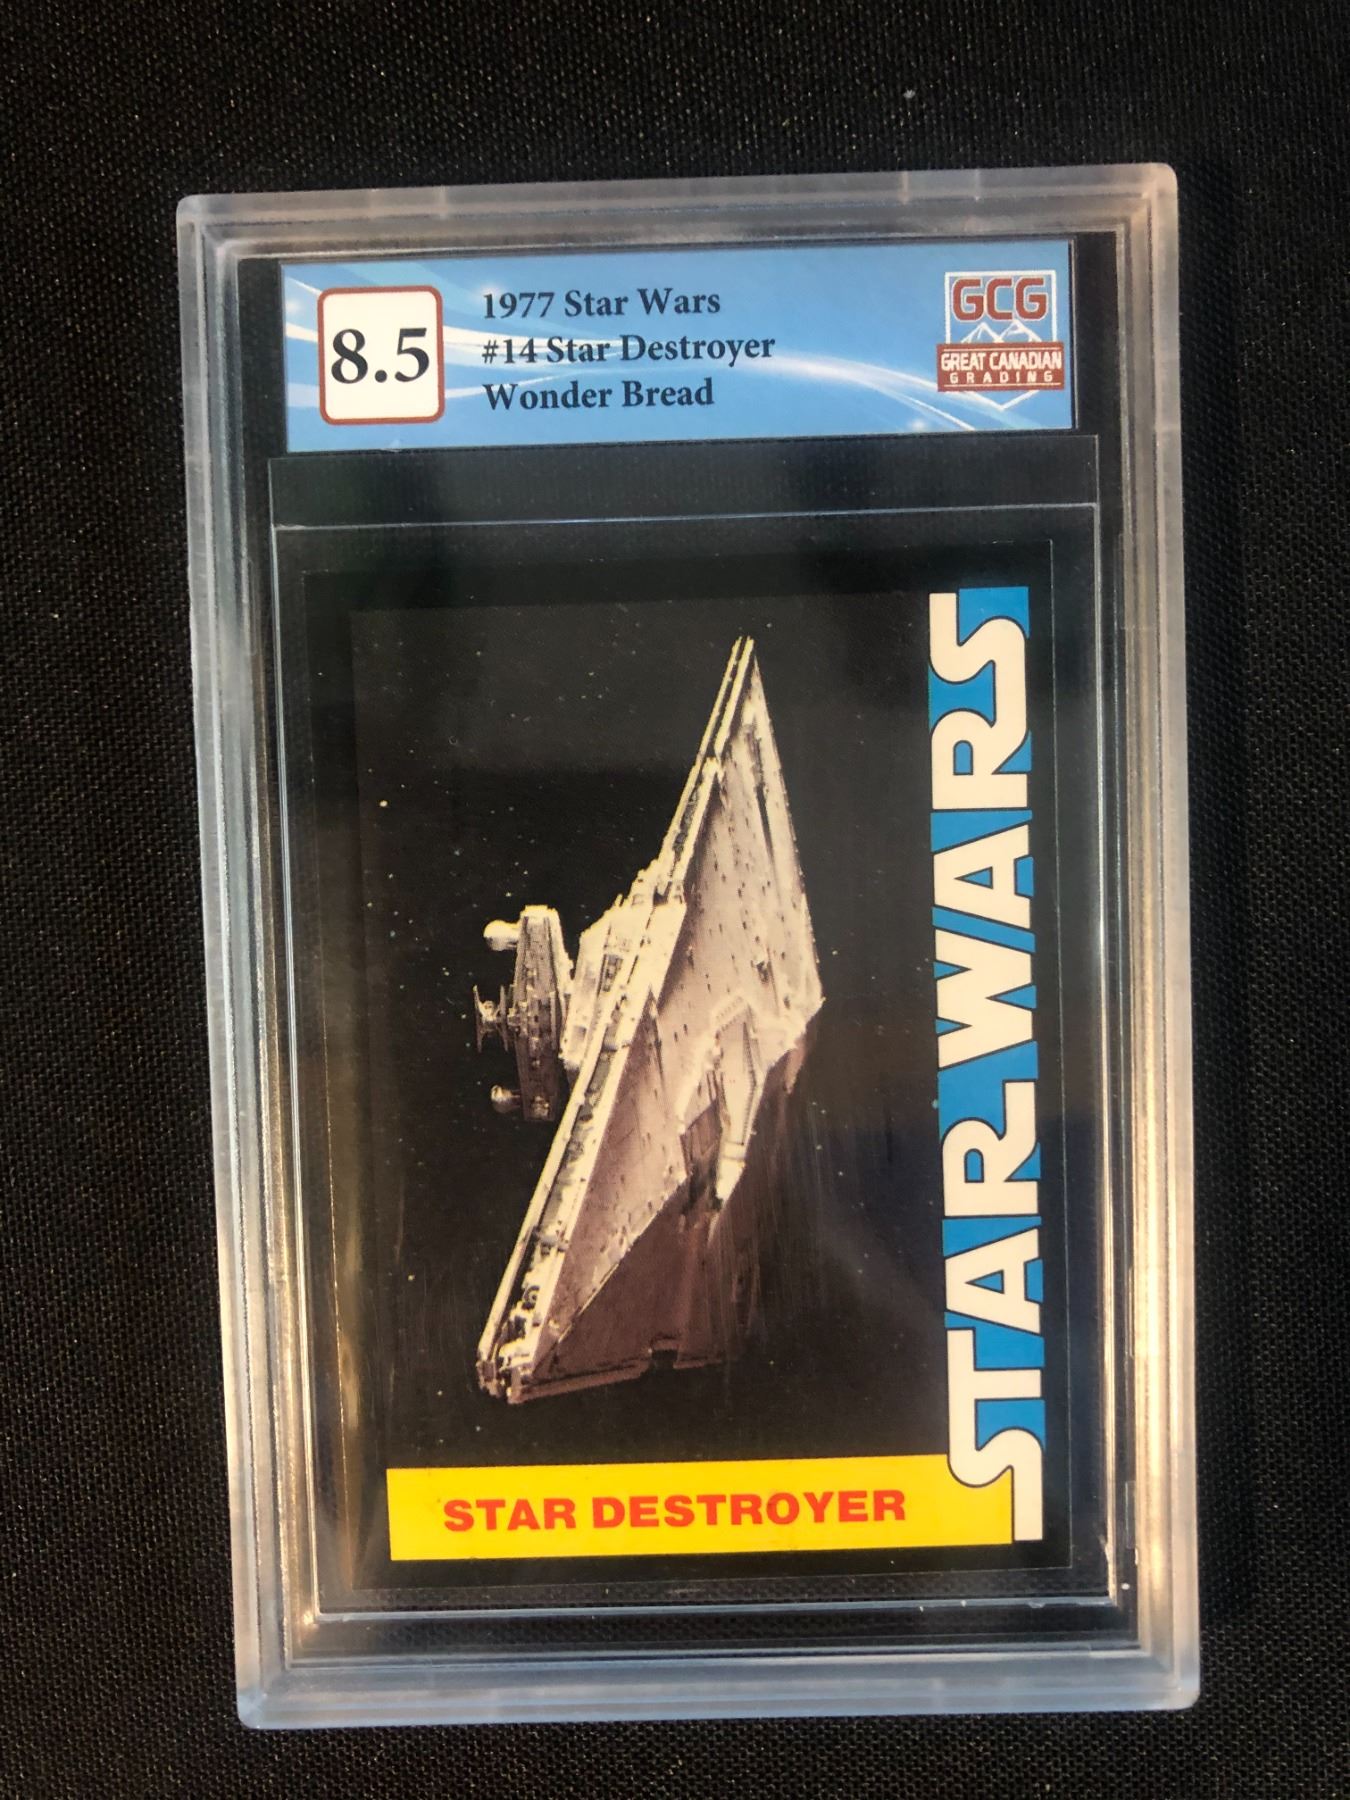 8.5
1977 Star Wars
#14 Star Destroyer
Wonder Bread
GCG
GREAT CANADIAN
GRADING
STAR WARS
STAR DESTROYER